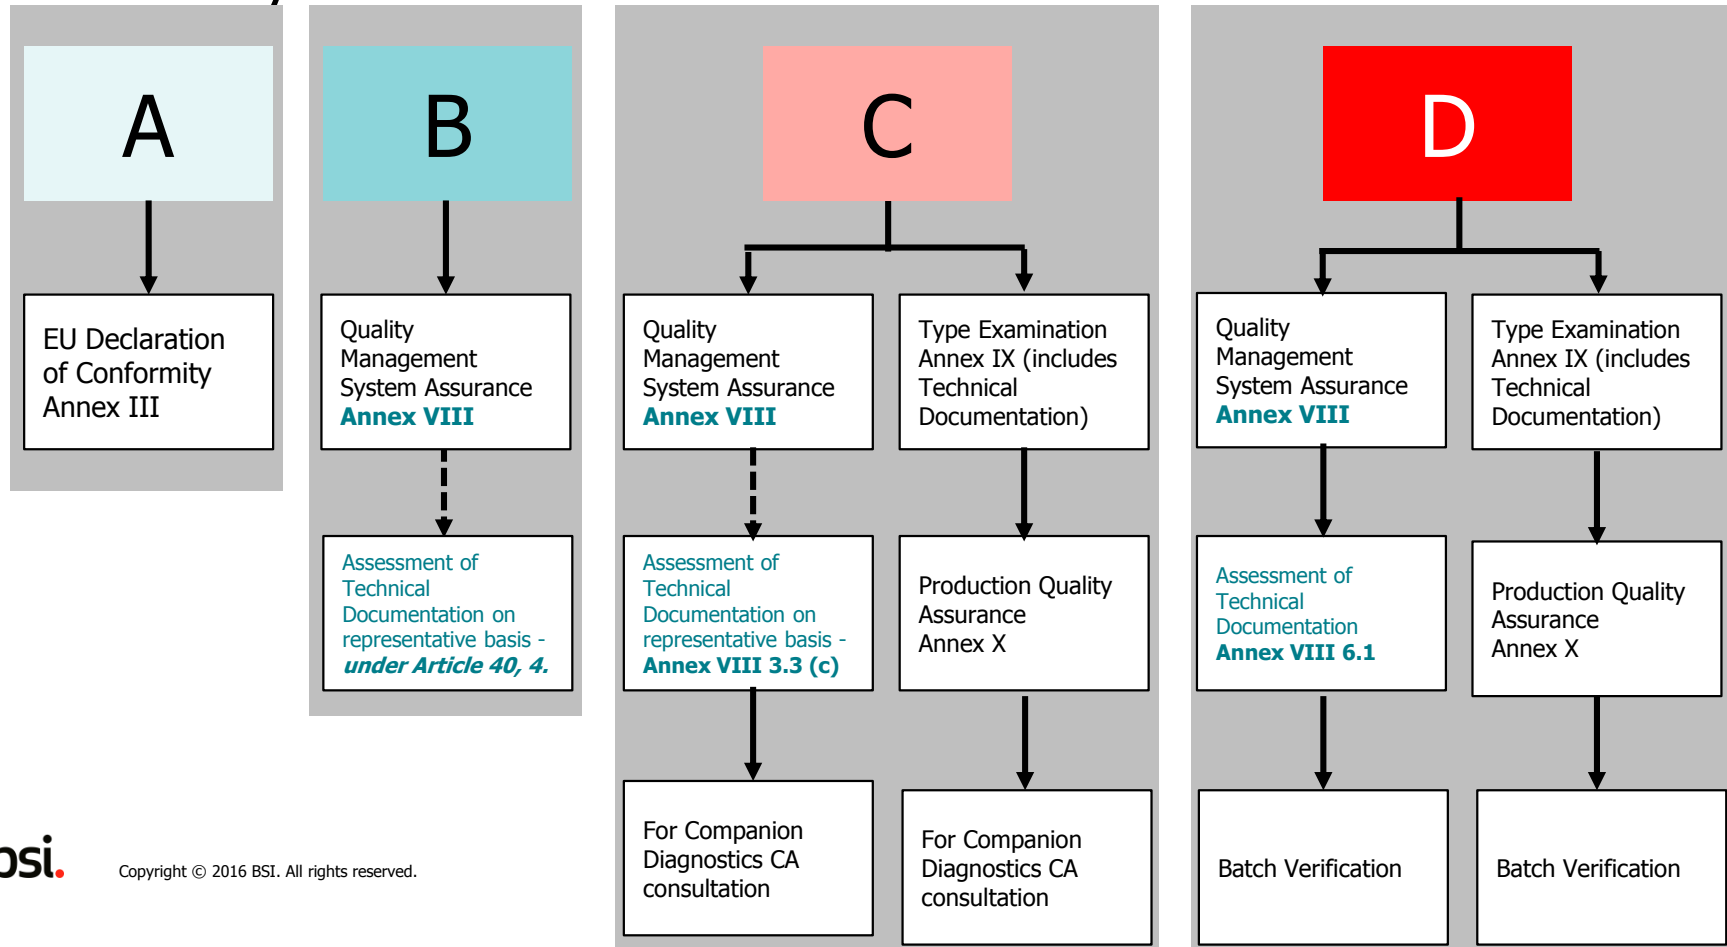 A
B
C
D
EU Declaration
of Conformity
Annex III
Quality
Management
System Assurance
Annex VIII
Quality
Management
System Assurance
Annex VIII
Type Examination
Annex IX (includes
Technical
Documentation)
Quality
Management
System Assurance
Annex VIII
Type Examination
Annex IX (includes
Technical
Documentation)
Assessment of
Technical
Documentation on
representative basis -
under Article 40, 4.
Assessment of
Technical
Documentation on
representative basis -
Annex VIII 3.3 (c)
Production Quality
Assurance
Annex X
Assessment of
Technical
Documentation
Annex VIII 6.1
Production Quality
Assurance
Annex X
For Companion
Diagnostics CA
consultation
For Companion
Diagnostics CA
consultation
Batch Verification
Batch Verification
bsi.
Copyright © 2016 BSI. All rights reserved.